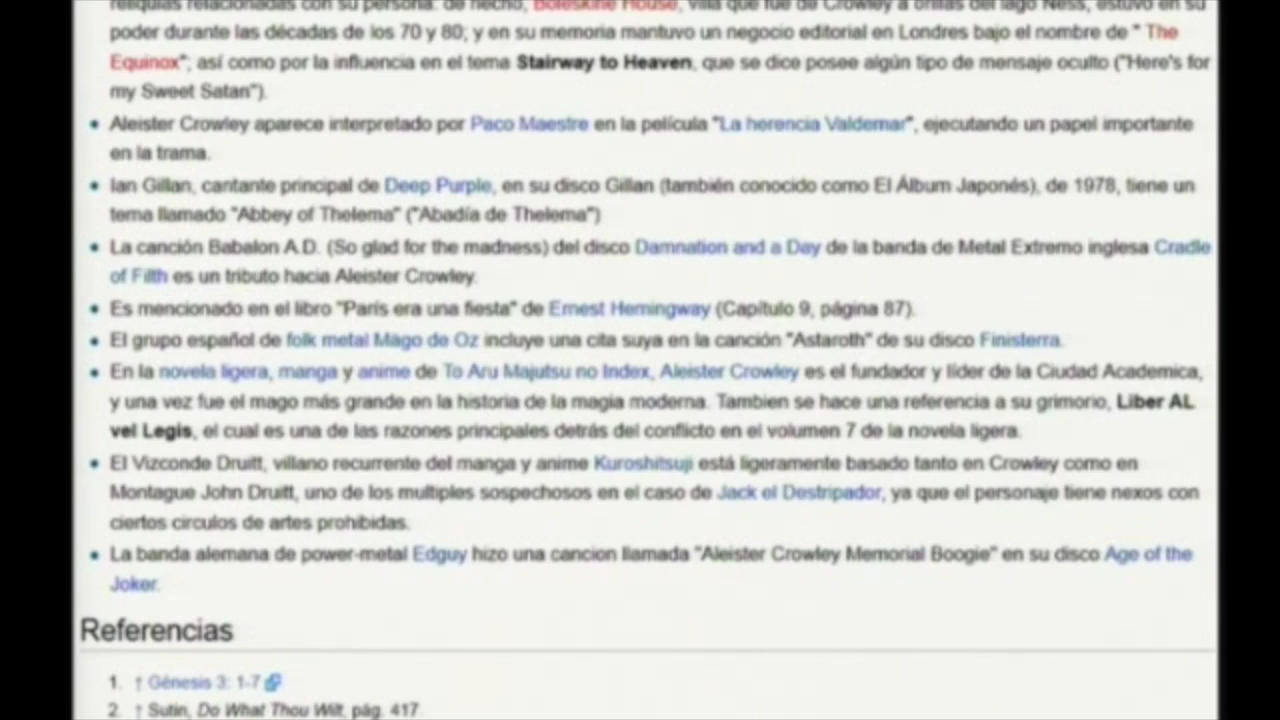 reliquias relacionadas con su persona: de hecho, Boleskine House, villa que fue de Crowley a orillas del lago Ness, estuvo en su
poder durante las décadas de los 70 y 80; y en su memoria mantuvo un negocio editorial en Londres bajo el nombre de " The
Equinox"; así como por la influencia en el tema Stairway to Heaven, que se dice posee algún tipo de mensaje oculto ("Here's for
my Sweet Satan").
• Aleister Crowley aparece interpretado por Paco Maestre en la película "La herencia Valdemar", ejecutando un papel importante
en la trama.
• Ian Gillan, cantante principal de Deep Purple, en su disco Gillan (también conocido como El Álbum Japonés), de 1978, tiene un
tema llamado "Abbey of Thelema" ("Abadía de Thelema")
• La canción Babalon A.D. (So glad for the madness) del disco Damnation and a Day de la banda de Metal Extremo inglesa Cradle
of Filth es un tributo hacia Aleister Crowley.
• Es mencionado en el libro "París era una fiesta" de Ernest Hemingway (Capítulo 9, página 87).
• El grupo español de folk metal Mägo de Oz incluye una cita suya en la canción "Astaroth" de su disco Finisterra.
• En la novela ligera, manga y anime de To Aru Majutsu no Index, Aleister Crowley es el fundador y líder de la Ciudad Academica,
y una vez fue el mago más grande en la historia de la magia moderna. Tambien se hace una referencia a su grimorio, Liber AL
vel Legis, el cual es una de las razones principales detrás del conflicto en el volumen 7 de la novela ligera.
• El Vizconde Druitt, villano recurrente del manga y anime Kuroshitsuji está ligeramente basado tanto en Crowley como en
Montague John Druitt, uno de los multiples sospechosos en el caso de Jack el Destripador, ya que el personaje tiene nexos con
ciertos circulos de artes prohibidas.
• La banda alemana de power-metal Edguy hizo una cancion llamada "Aleister Crowley Memorial Boogie" en su disco Age of the
Joker.
Referencias
1. ↑ Génesis 3: 1-7
2. ↑ Sutin, Do What Thou Wilt, pág. 417